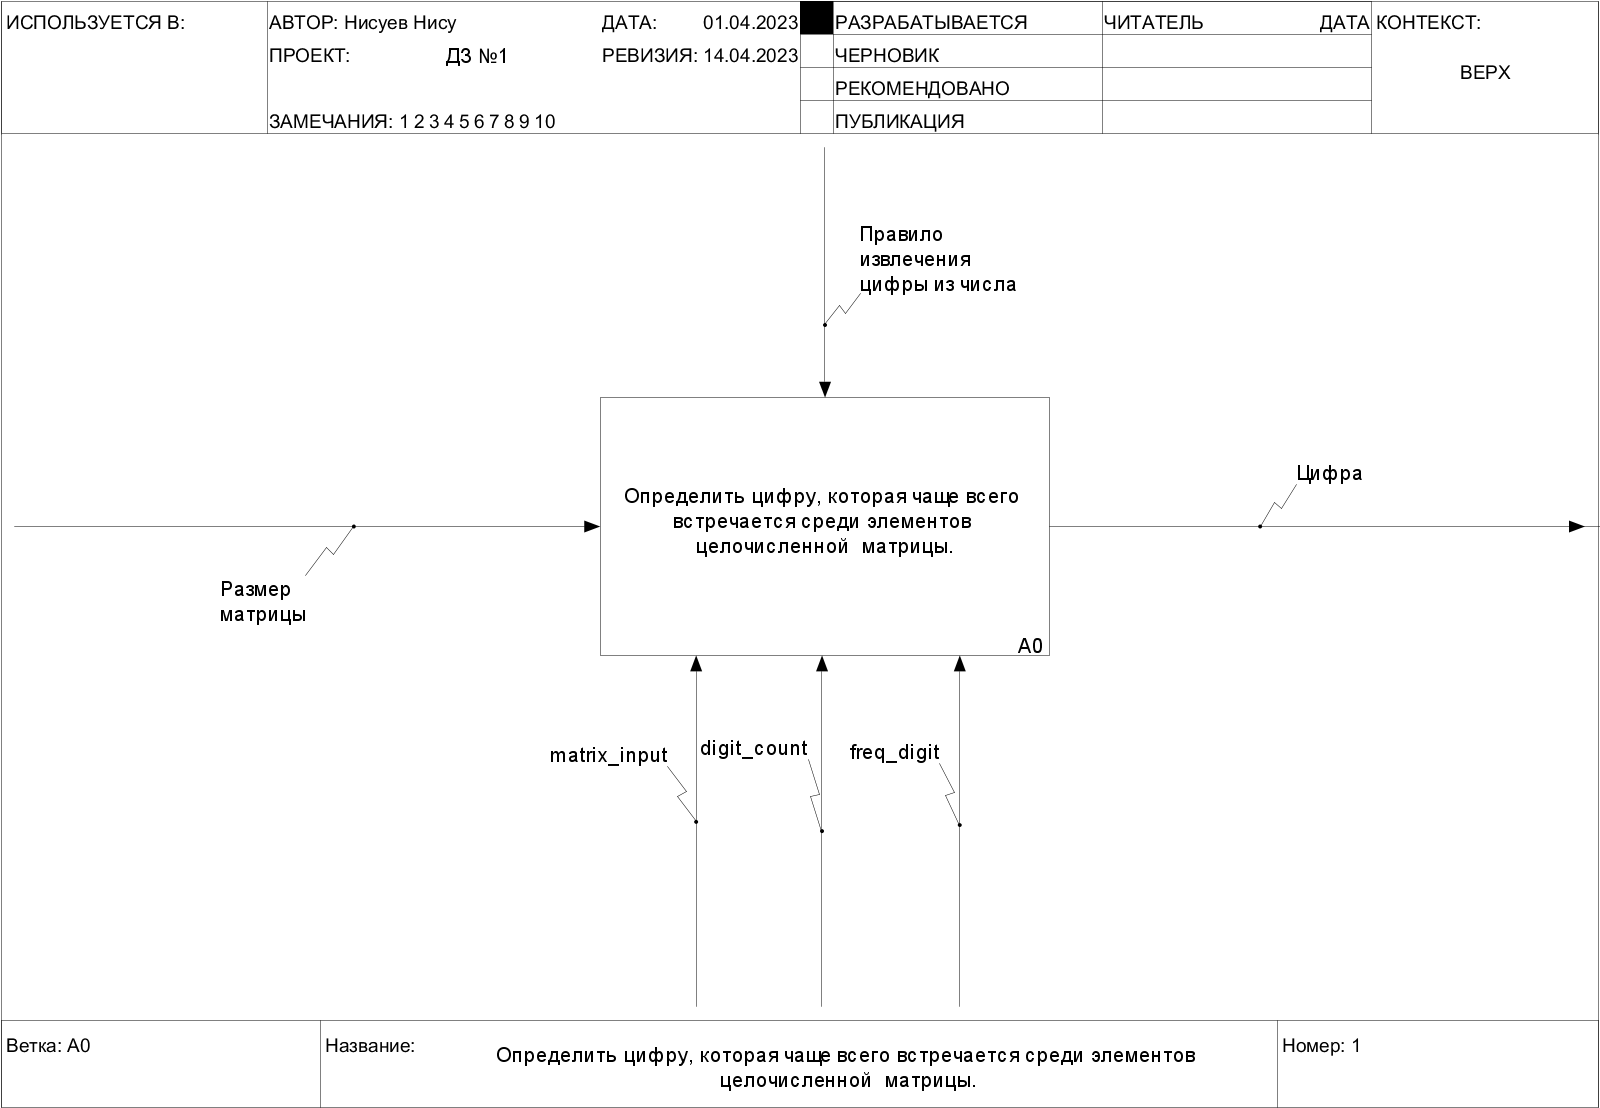 ИСПОЛЬЗУЕТСЯ В:
АВТОР: Нисуев Нису
ДАТА: 01.04.2023
ПРОЕКТ: ДЗ №1
РЕВИЗИЯ: 14.04.2023
ЗАМЕЧАНИЯ: 1 2 3 4 5 6 7 8 9 10
РАЗРАБАТЫВАЕТСЯ
ЧЕРНОВИК
РЕКОМЕНДОВАНО
ПУБЛИКАЦИЯ
ЧИТАТЕЛЬ ДАТА
КОНТЕКСТ:
ВЕРХ
Правило
извлечения
цифры из числа
Цифра
Определить цифру, которая чаще всего
встречается среди элементов
целочисленной матрицы.
A0
Размер
матрицы
matrix_input
digit_count
freq_digit
Ветка: A0
Название:
Определить цифру, которая чаще всего встречается среди элементов
целочисленной матрицы.
Номер: 1